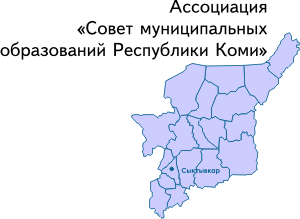 Ассоциация
«Совет муниципальных
образований Республики Коми»
Сыктывкар